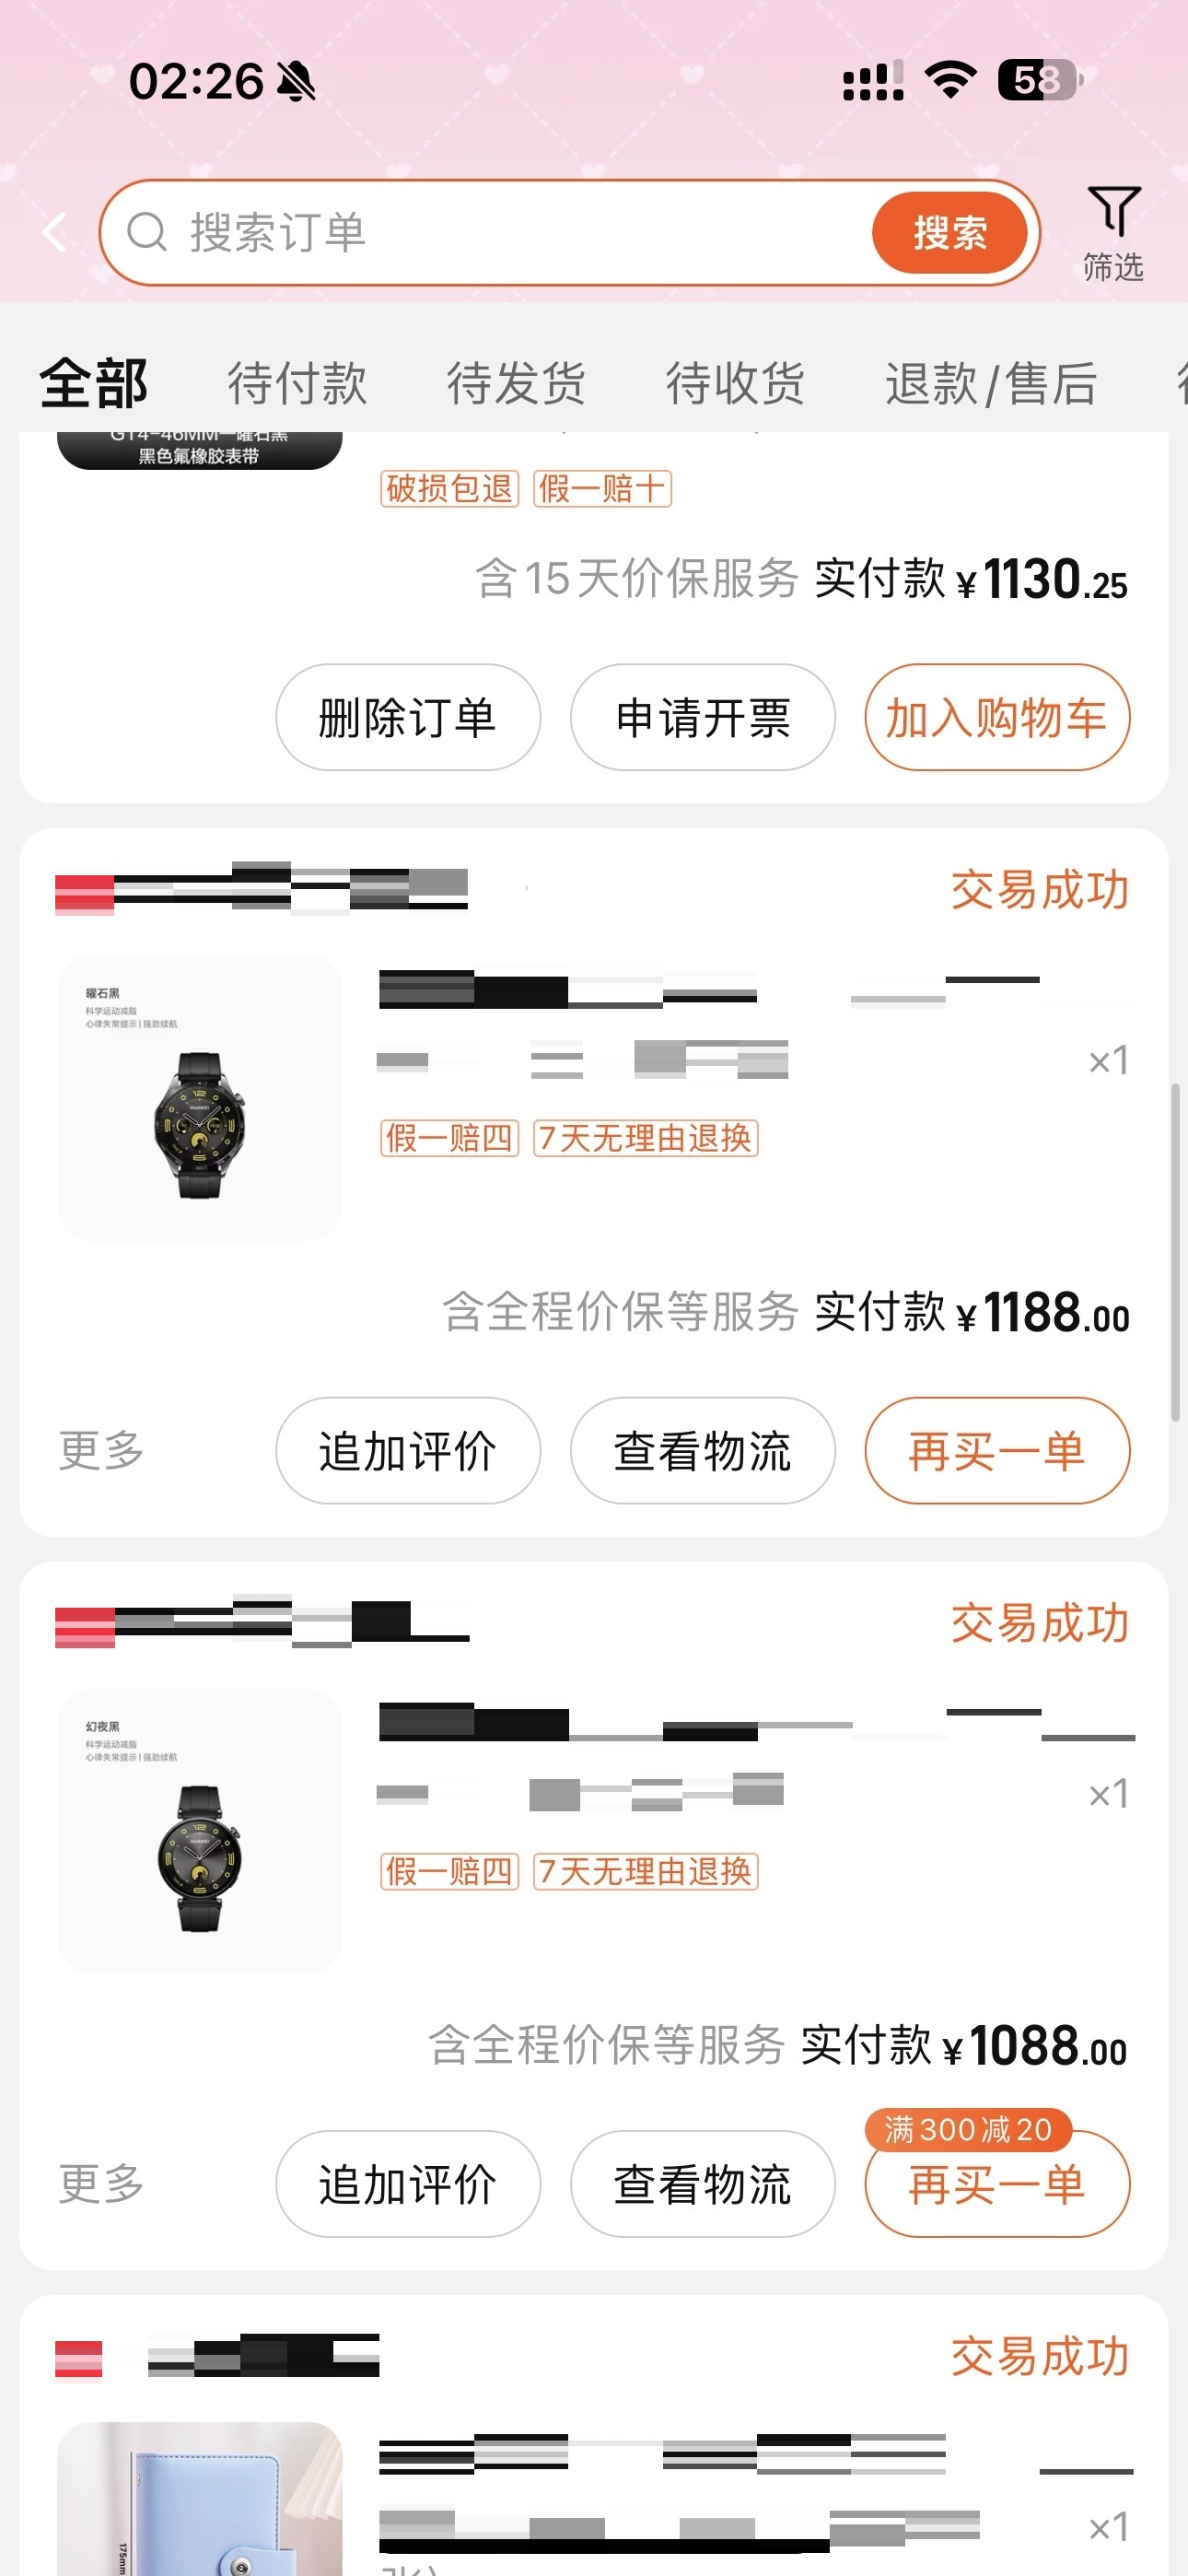 02:26
58
搜索订单
搜索
筛选
全部 待付款 待发货 待收货 退款/售后
GT4-46MM—曜石黑
黑色氟橡胶表带
破损包退 假一赔十
含15天价保服务 实付款 ¥1130.25
删除订单 申请开票 加入购物车
交易成功
曜石黑
科学运动减脂
心律失常提示 | 强劲续航
HUAWEI
×1
假一赔四 7天无理由退换
含全程价保等服务 实付款 ¥1188.00
更多 追加评价 查看物流 再买一单
交易成功
幻夜黑
科学运动减脂
心律失常提示 | 强劲续航
HUAWEI
×1
假一赔四 7天无理由退换
含全程价保等服务 实付款 ¥1088.00
满300减20
更多 追加评价 查看物流 再买一单
交易成功
175mm
×1